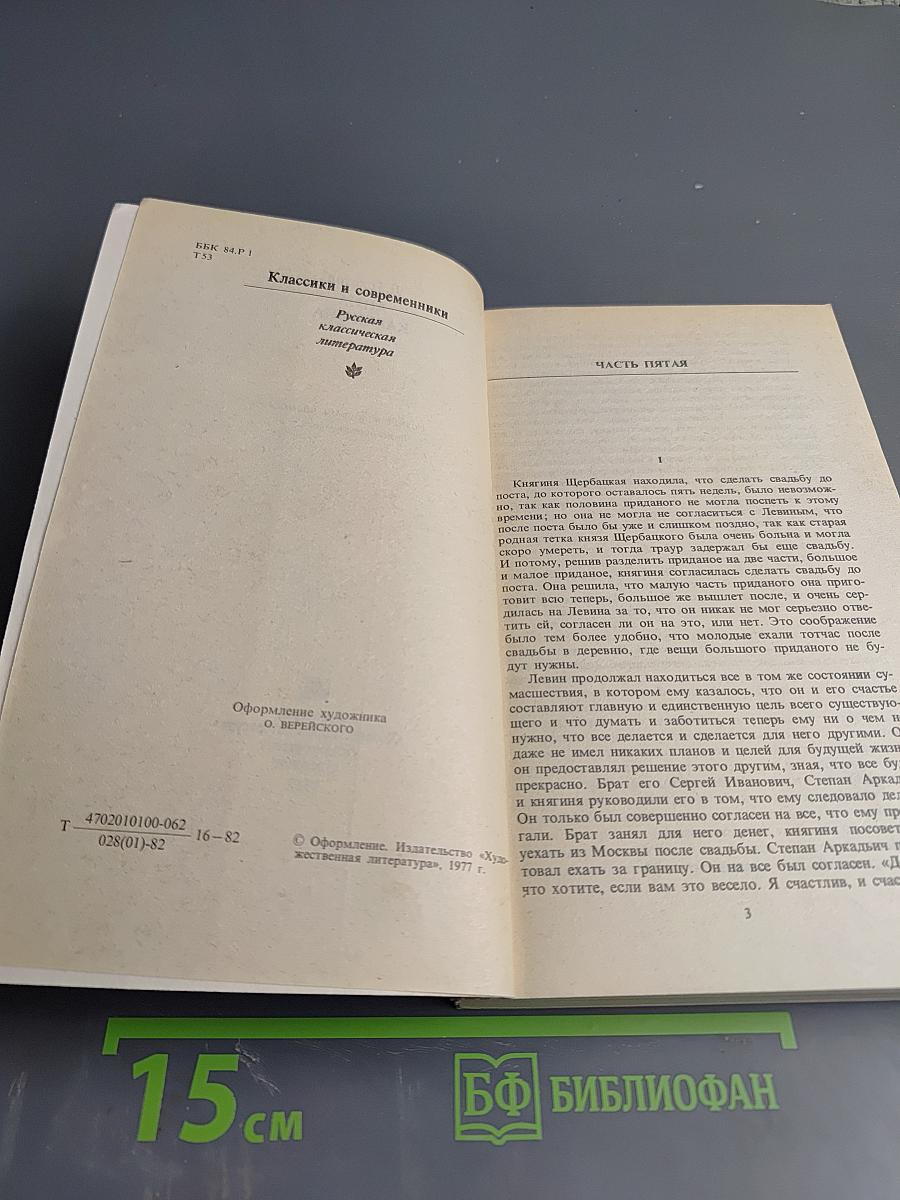 ББК 84.Р 1
Т53
Классики и современники
Русская
классическая
литература
Оформление художника
О. ВЕРЕЙСКОГО
Т 4702010100-062 16–82
028(01)-82
© Оформление. Издательство «Худо-
жественная литература», 1977 г.
ЧАСТЬ ПЯТАЯ
I
Княгиня Щербацкая находила, что сделать свадьбу до
поста, до которого оставалось пять недель, было невозмож-
но, так как половина приданого не могла поспеть к этому
времени; но она не могла не согласиться с Левиным, что
после поста было бы уже и слишком поздно, так как старая
родная тетка князя Щербацкого была очень больна и могла
скоро умереть, и тогда траур задержал бы еще свадьбу.
И потому, решив разделить приданое на две части, большое
и малое приданое, княгиня согласилась сделать свадьбу до
поста. Она решила, что малую часть приданого она приго-
товит всю теперь, большое же вышлет после, и очень сер-
дилась на Левина за то, что он никак не мог серьезно отве-
тить ей, согласен ли он на это, или нет. Это соображение
было тем более удобно, что молодые ехали тотчас после
свадьбы в деревню, где вещи большого приданого не бу-
дут нужны.
Левин продолжал находиться все в том же состоянии су-
масшествия, в котором ему казалось, что он и его счастье
составляют главную и единственную цель всего существую-
щего и что думать и заботиться теперь ему ни о чем н
нужно, что все делается и сделается для него другими. О
даже не имел никаких планов и целей для будущей жизн
он предоставлял решение этого другим, зная, что все буд
прекрасно. Брат его Сергей Иванович, Степан Аркад
и княгиня руководили его в том, что ему следовало дел
Он только был совершенно согласен на все, что ему пре
гали. Брат занял для него денег, княгиня посовет
уехать из Москвы после свадьбы. Степан Аркадьич п
товал ехать за границу. Он на все был согласен. «Д
что хотите, если вам это весело. Я счастлив, и счас
3
15 см
БФ БИБЛИОФАН